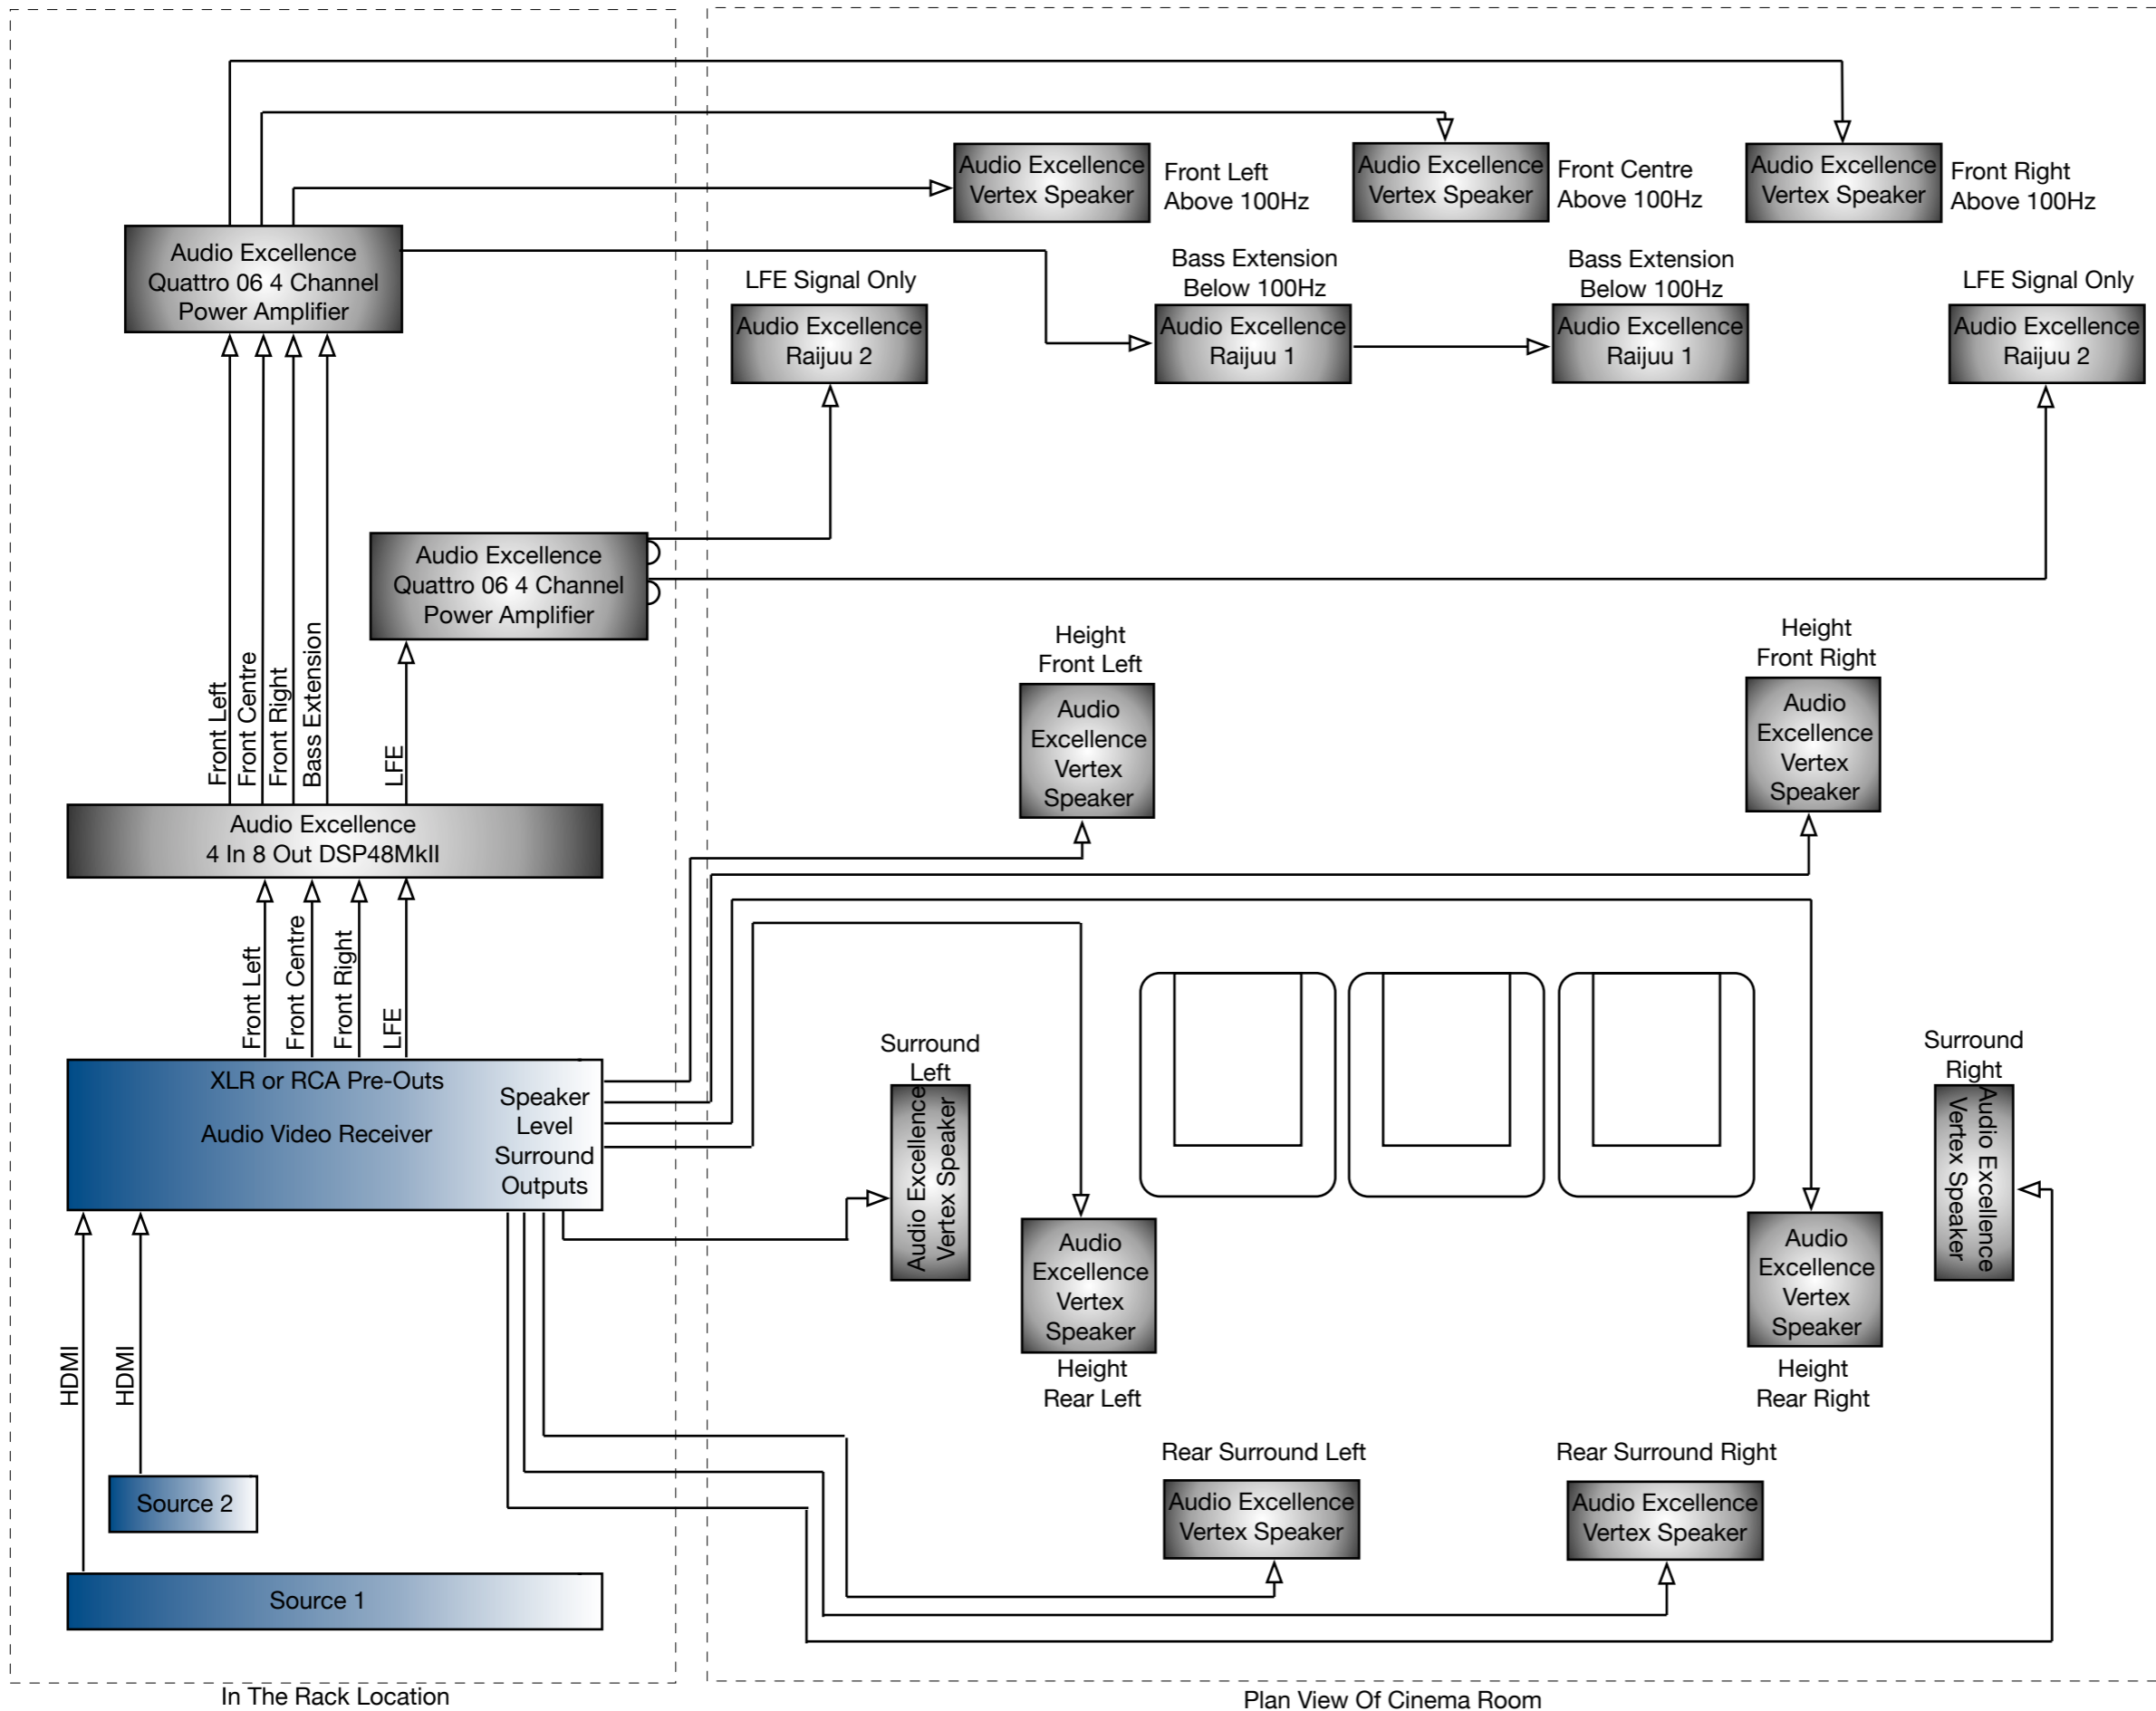 Audio Excellence
Vertex Speaker
Front Left
Above 100Hz
Audio Excellence
Vertex Speaker
Front Centre
Above 100Hz
Audio Excellence
Vertex Speaker
Front Right
Above 100Hz
Audio Excellence
Quattro 06 4 Channel
Power Amplifier
LFE Signal Only
Audio Excellence
Raijuu 2
Bass Extension
Below 100Hz
Audio Excellence
Raijuu 1
Bass Extension
Below 100Hz
Audio Excellence
Raijuu 1
LFE Signal Only
Audio Excellence
Raijuu 2
Audio Excellence
Quattro 06 4 Channel
Power Amplifier
Front Left
Front Centre
Front Right
Bass Extension
LFE
Height
Front Left
Audio
Excellence
Vertex
Speaker
Height
Front Right
Audio
Excellence
Vertex
Speaker
Audio Excellence
4 In 8 Out DSP48MkII
Front Left
Front Centre
Front Right
LFE
XLR or RCA Pre-Outs
Audio Video Receiver
Speaker
Level
Surround
Outputs
Surround
Left
Audio Excellence
Vertex Speaker
Surround
Right
Audio Excellence
Vertex Speaker
Audio
Excellence
Vertex
Speaker
Height
Rear Left
Audio
Excellence
Vertex
Speaker
Height
Rear Right
HDMI
HDMI
Rear Surround Left
Audio Excellence
Vertex Speaker
Rear Surround Right
Audio Excellence
Vertex Speaker
Source 2
Source 1
In The Rack Location
Plan View Of Cinema Room